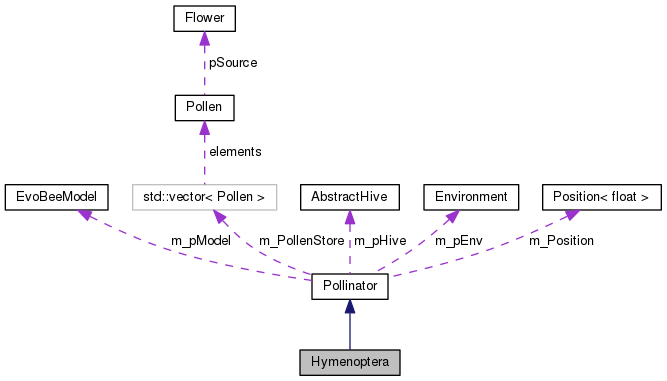 Flower
pSource
Pollen
elements
EvoBeeModel
std::vector< Pollen >
AbstractHive
Environment
Position< float >
m_pModel
m_PollenStore
m_pHive
m_pEnv
m_Position
Pollinator
Hymenoptera